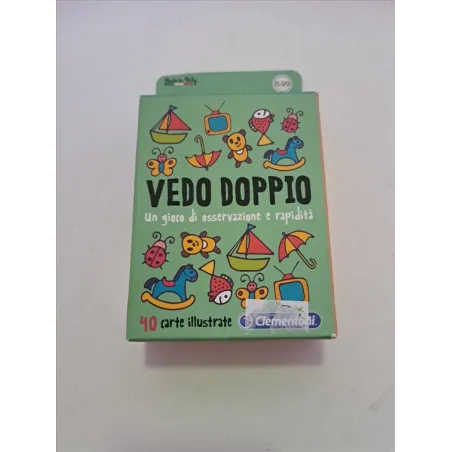 VEDO DOPPIO
Un gioco di osservazione e rapidità
40 carte illustrate
Clementoni